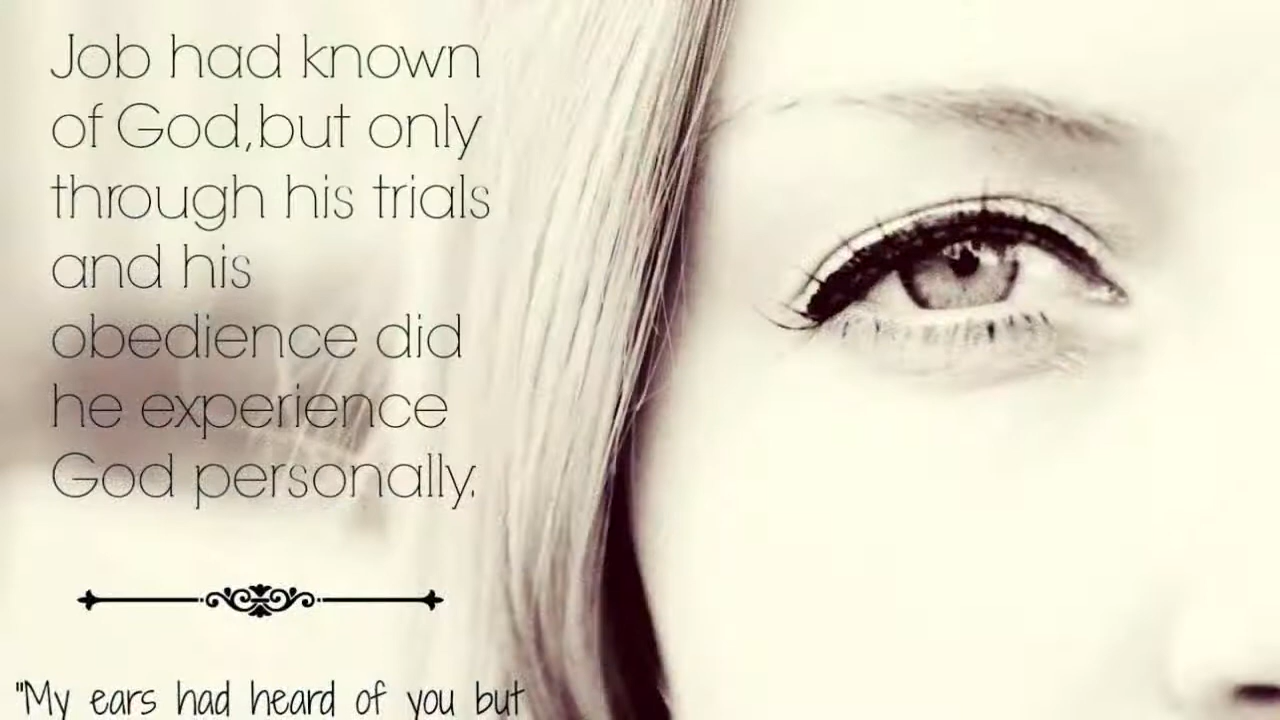 Job had known
of God,but only
through his trials
and his
obedience did
he experience
God personally.
"My ears had heard of you but